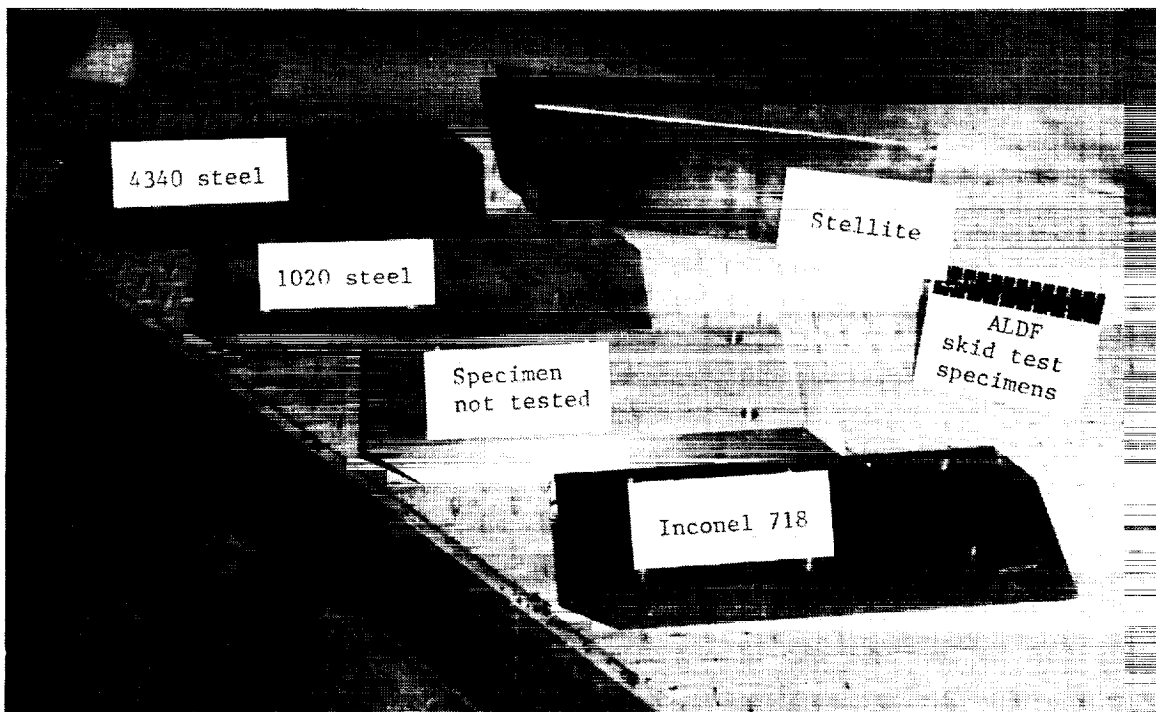 4340 steel
Stellite
1020 steel
ALDF
skid test
specimens
Specimen
not tested
Inconel 718